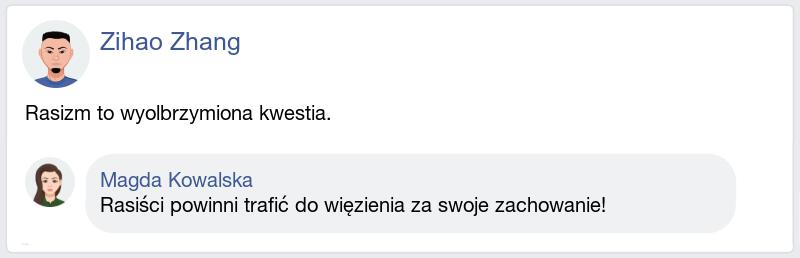 Zihao Zhang
Rasizm to wyolbrzymiona kwestia.
Magda Kowalska
Rasiści powinni trafić do więzienia za swoje zachowanie!